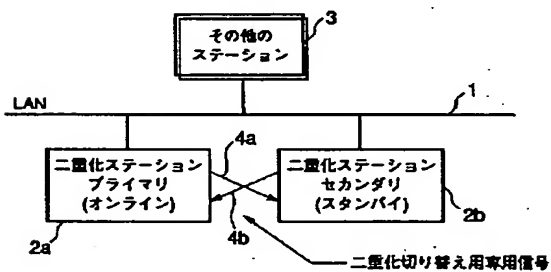 その他の
ステーション
3
LAN
1
二重化ステーション
プライマリ
(オンライン)
4a
二重化ステーション
セカンダリ
(スタンバイ)
2a
4b
2b
二重化切り替え用専用信号